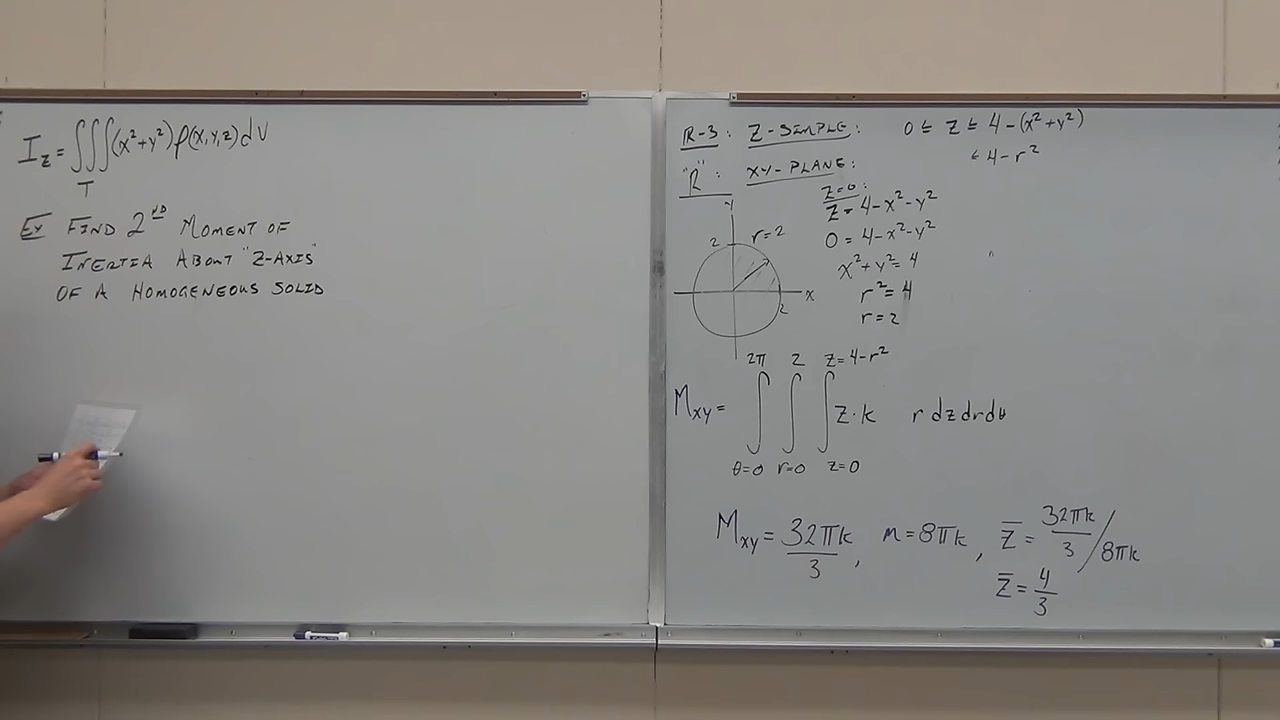 I_z = ∭(x²+y²) ρ(x,y,z) dV
T
Ex FIND 2ND MOMENT OF
INERTIA ABOUT "Z-AXIS"
OF A HOMOGENEOUS SOLID
R-3: Z-SIMPLE: 0 ≤ z ≤ 4-(x²+y²)
≤ 4-r²
"R": XY-PLANE:
z=0:
z = 4-x²-y²
0 = 4-x²-y²
x²+y² = 4
r² = 4
r = 2
y
2
r=2
x
2
2π 2 z=4-r²
M_xy = ∫ ∫ ∫ z·k r dz dr dθ
θ=0 r=0 z=0
M_xy = 32πk/3, m = 8πk, z̄ = 32πk/3 / 8πk
z̄ = 4/3